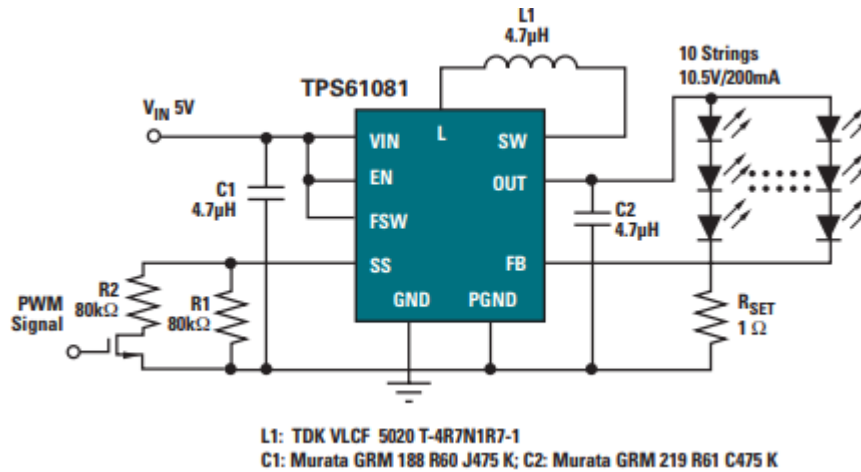 L1
4.7μH
10 Strings
10.5V/200mA
TPS61081
VIN 5V
L
VIN
SW
EN
OUT
C1
4.7μH
FSW
C2
4.7μH
SS
FB
R2
80kΩ
R1
80kΩ
PWM
Signal
GND
PGND
RSET
1 Ω
L1: TDK VLCF 5020 T-4R7N1R7-1
C1: Murata GRM 188 R60 J475 K; C2: Murata GRM 219 R61 C475 K